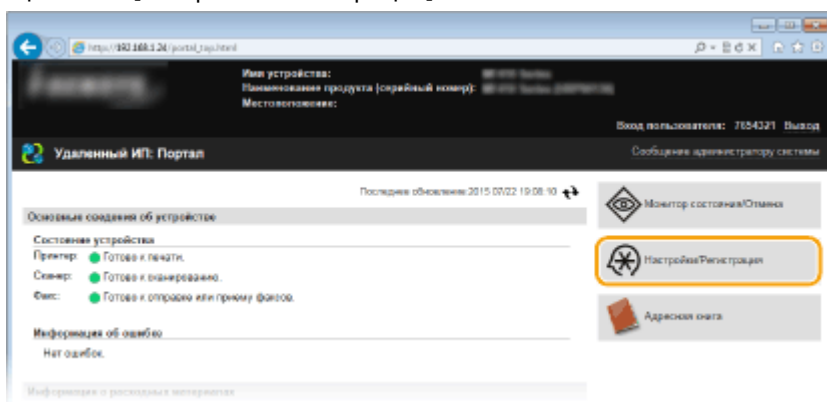 http://192.168.1.24/portal_top.html
Имя устройства:
Наименование продукта (серийный номер):
Местоположение:
Вход пользователя: 7654321 Выход
Удаленный ИП: Портал
Сообщение администратору системы
Последнее обновление: 2015 07/22 19:08:10
Основные сведения об устройстве
Состояние устройства
Принтер: Готово к печати.
Сканер: Готово к сканированию.
Факс: Готово к отправке или приему факсов.
Информация об ошибке
Нет ошибок.
Информация о расходных материалах
Монитор состояния/Отмена
Настройки/Регистрация
Адресная книга